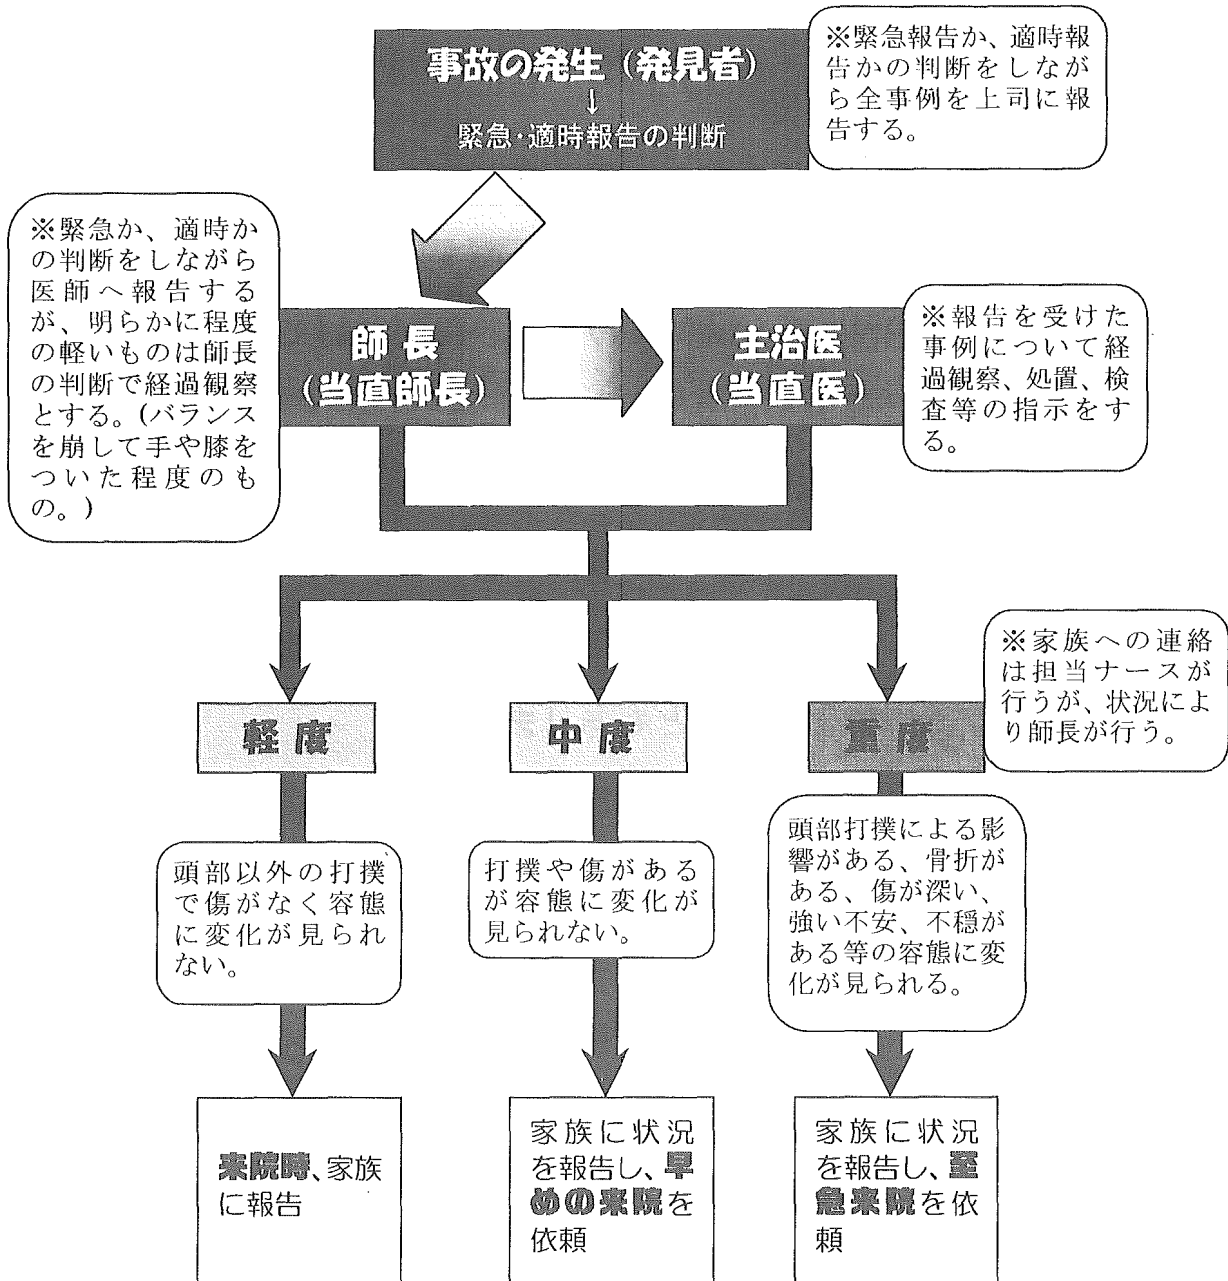 事故の発生（発見者）
↓
緊急・適時報告の判断
※緊急報告か、適時報
告かの判断をしなが
ら全事例を上司に報
告する。
※緊急か、適時か
の判断をしながら
医師へ報告する
が、明らかに程度
の軽いものは師長
の判断で経過観察
とする。(バランス
を崩して手や膝を
ついた程度のも
の。)
師長
(当直師長)
主治医
(当直医)
※報告を受けた
事例について経
過観察、処置、検
査等の指示をす
る。
※家族への連絡
は担当ナースが
行うが、状況によ
り師長が行う。
軽度
中度
重度
頭部以外の打撲
で傷がなく容態
に変化が見られ
ない。
打撲や傷がある
が容態に変化が
見られない。
頭部打撲による影
響がある、骨折が
ある、傷が深い、
強い不安、不穏が
ある等の容態に変
化が見られる。
来院時、家族
に報告
家族に状況
を報告し、早
めの来院を
依頼
家族に状況
を報告し、至
急来院を依
頼